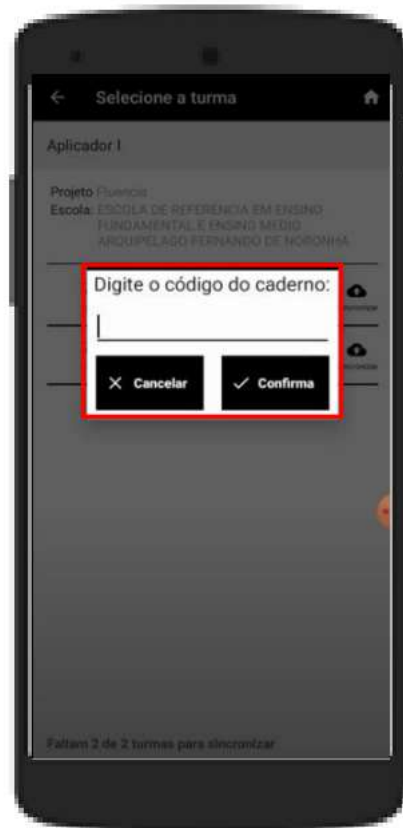 Selecione a turma
Aplicador I
Projeto Fluencia
Escola: ESCOLA DE REFERENCIA EM ENSINO
FUNDAMENTAL E ENSINO MEDIO
ARQUIPELAGO FERNANDO DE NORONHA
Digite o código do caderno:
Cancelar
Confirma
Faltam 2 de 2 turmas para sincronizar